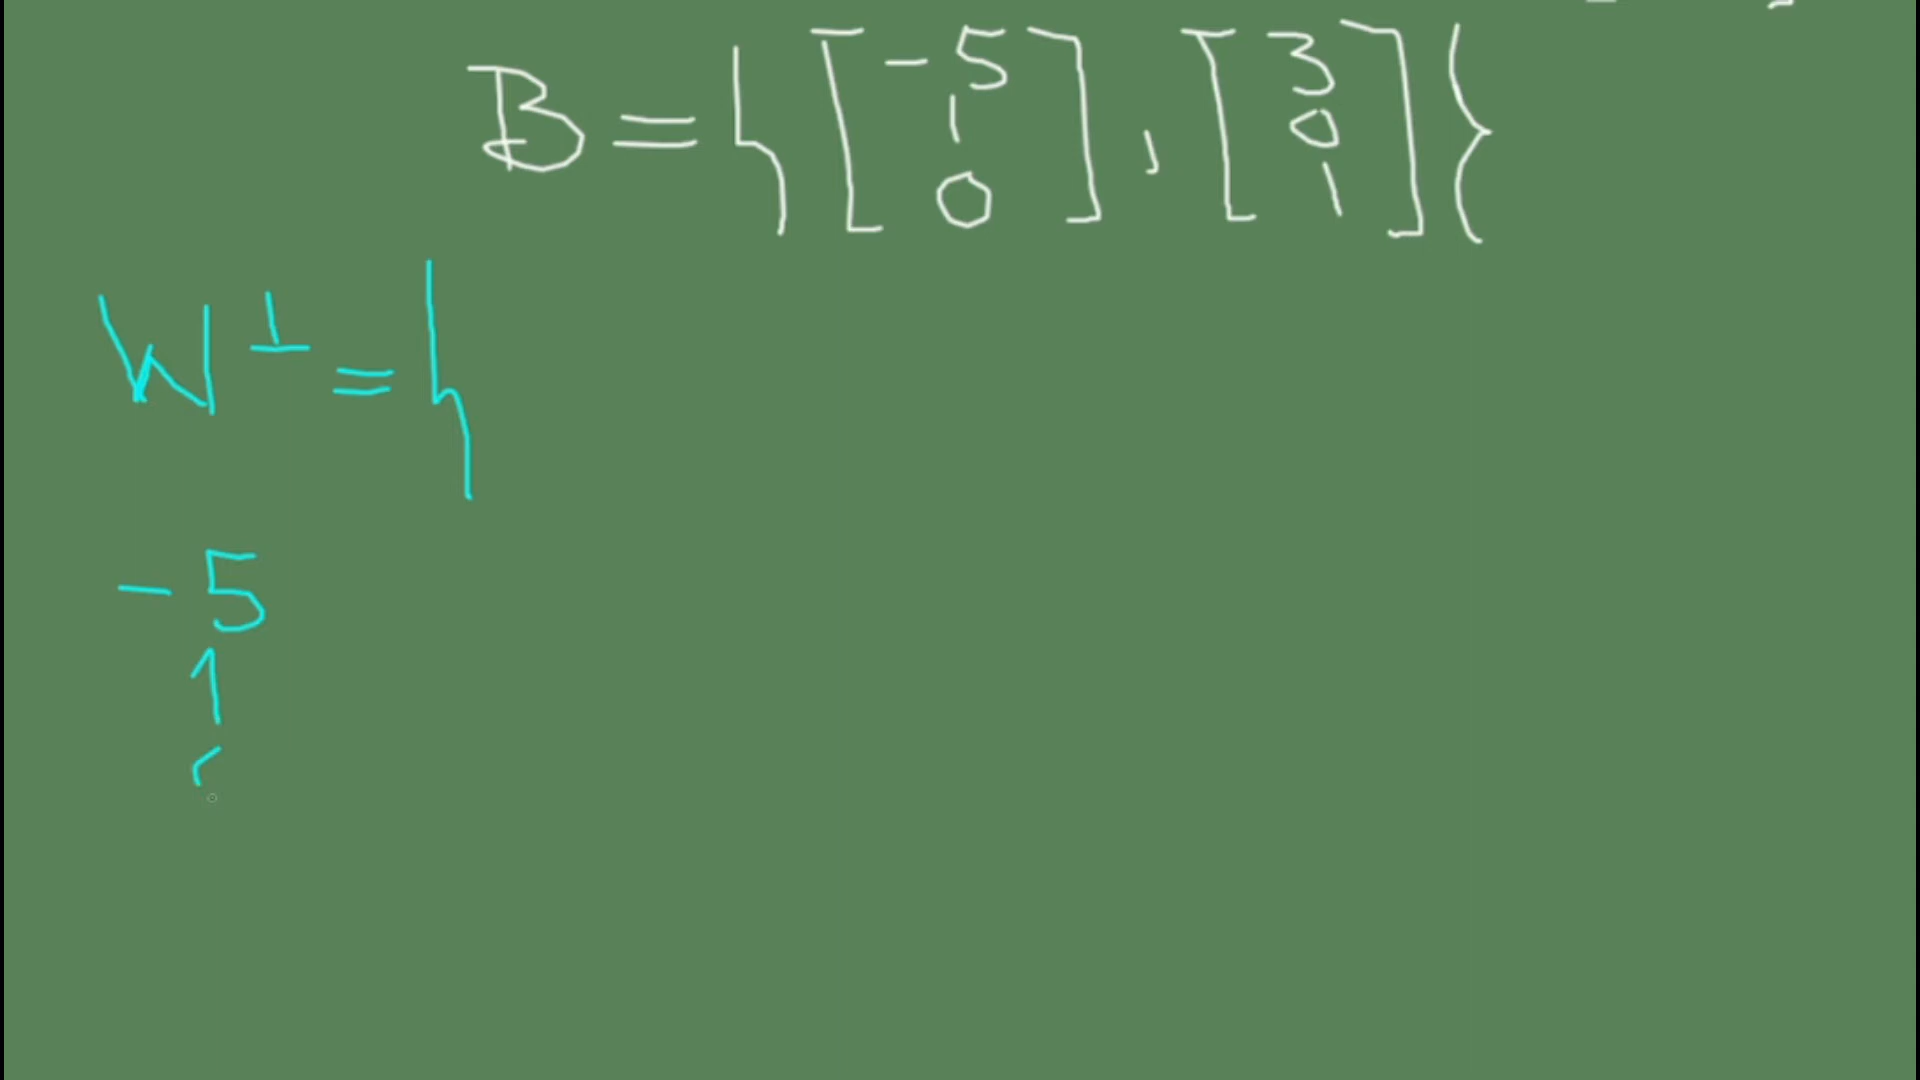 B = { [ -5 1 0 ] , [ 3 0 1 ] }
W⊥ = {
-5
1